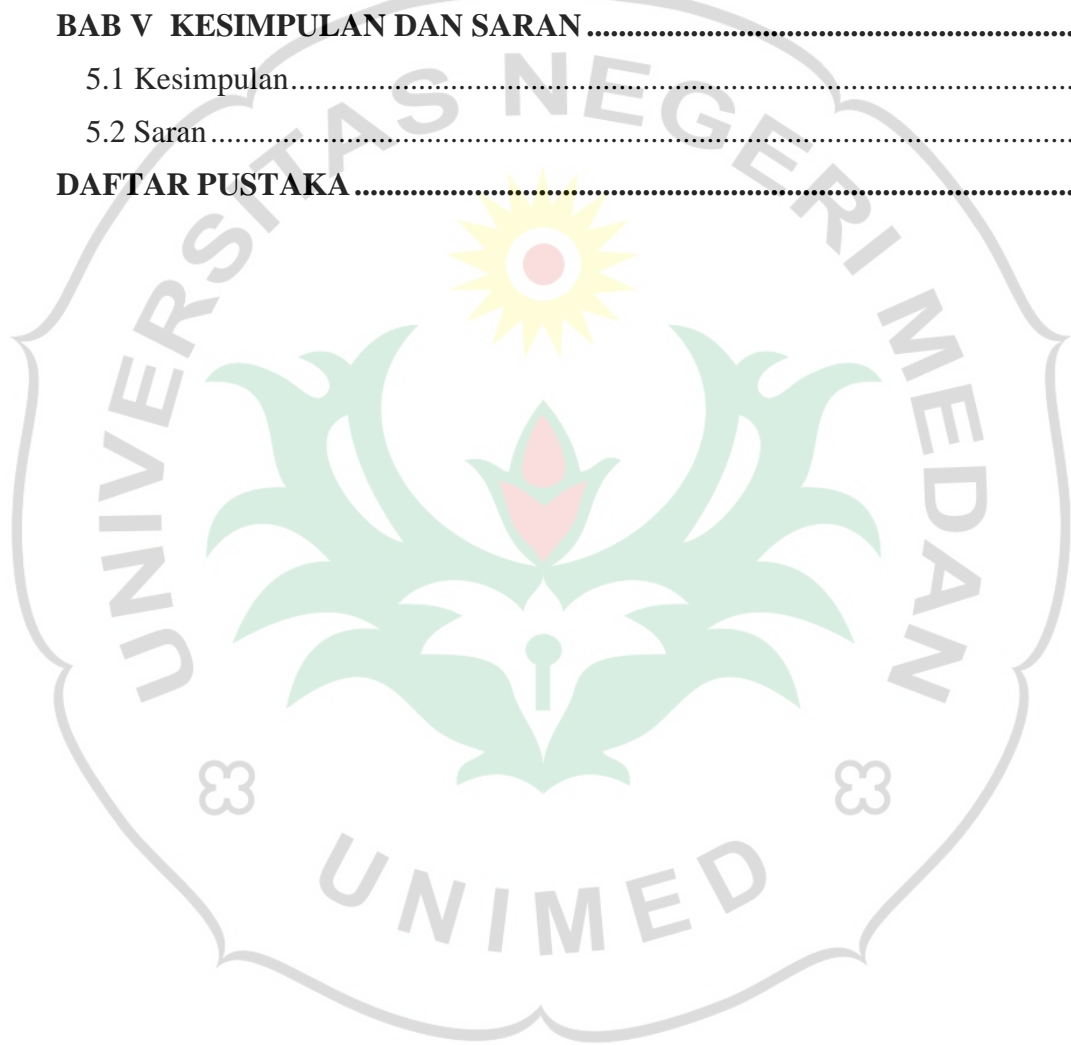 BAB V KESIMPULAN DAN SARAN ................................................................
5.1 Kesimpulan................................................................
5.2 Saran................................................................
DAFTAR PUSTAKA ................................................................
UNIVERSITAS NEGERI MEDAN
UNIMED